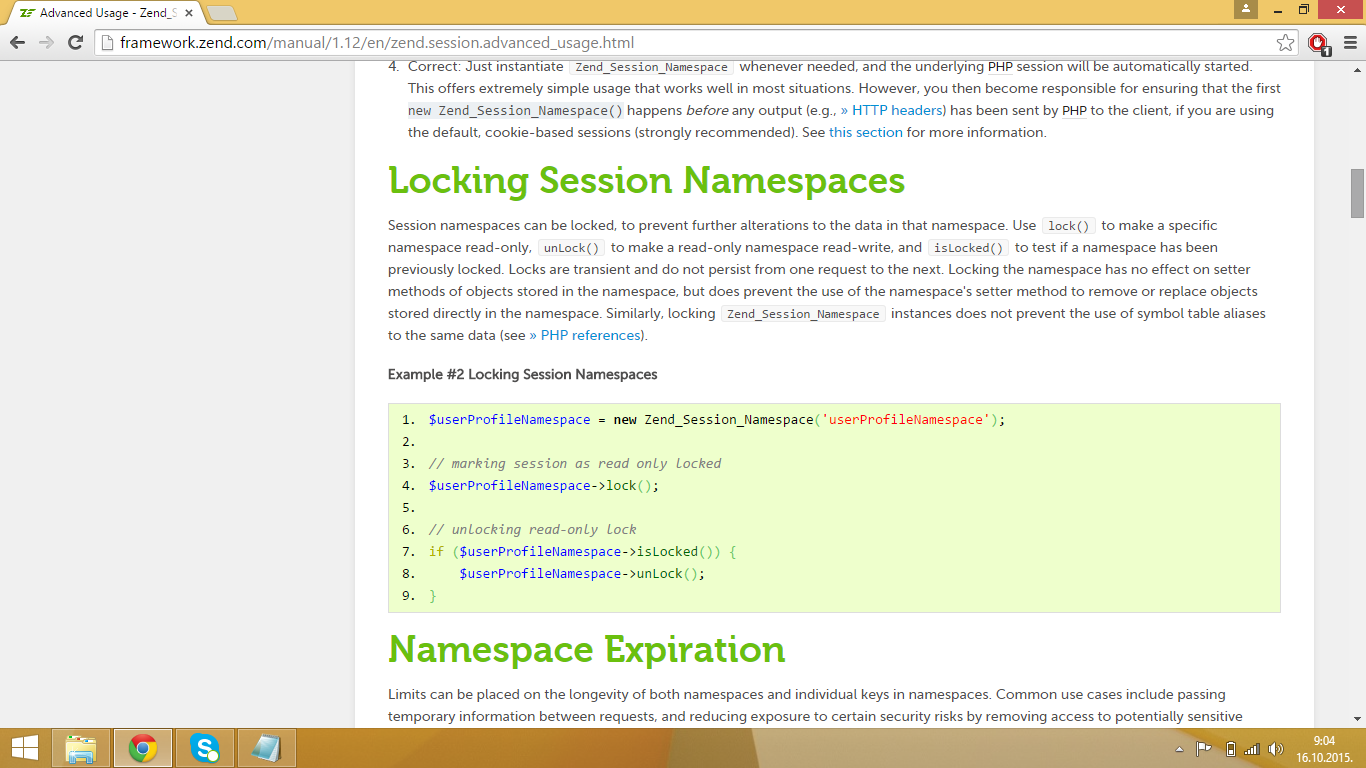 Advanced Usage - Zend_S
framework.zend.com/manual/1.12/en/zend.session.advanced_usage.html
1
4. Correct: Just instantiate Zend_Session_Namespace whenever needed, and the underlying PHP session will be automatically started.
This offers extremely simple usage that works well in most situations. However, you then become responsible for ensuring that the first
new Zend_Session_Namespace() happens before any output (e.g., » HTTP headers) has been sent by PHP to the client, if you are using
the default, cookie-based sessions (strongly recommended). See this section for more information.
Locking Session Namespaces
Session namespaces can be locked, to prevent further alterations to the data in that namespace. Use lock() to make a specific
namespace read-only, unLock() to make a read-only namespace read-write, and isLocked() to test if a namespace has been
previously locked. Locks are transient and do not persist from one request to the next. Locking the namespace has no effect on setter
methods of objects stored in the namespace, but does prevent the use of the namespace's setter method to remove or replace objects
stored directly in the namespace. Similarly, locking Zend_Session_Namespace instances does not prevent the use of symbol table aliases
to the same data (see » PHP references).
Example #2 Locking Session Namespaces
1. $userProfileNamespace = new Zend_Session_Namespace('userProfileNamespace');
2.
3. // marking session as read only locked
4. $userProfileNamespace->lock();
5.
6. // unlocking read-only lock
7. if ($userProfileNamespace->isLocked()) {
8. $userProfileNamespace->unLock();
9. }
Namespace Expiration
Limits can be placed on the longevity of both namespaces and individual keys in namespaces. Common use cases include passing
temporary information between requests, and reducing exposure to certain security risks by removing access to potentially sensitive
9:04
16.10.2015.